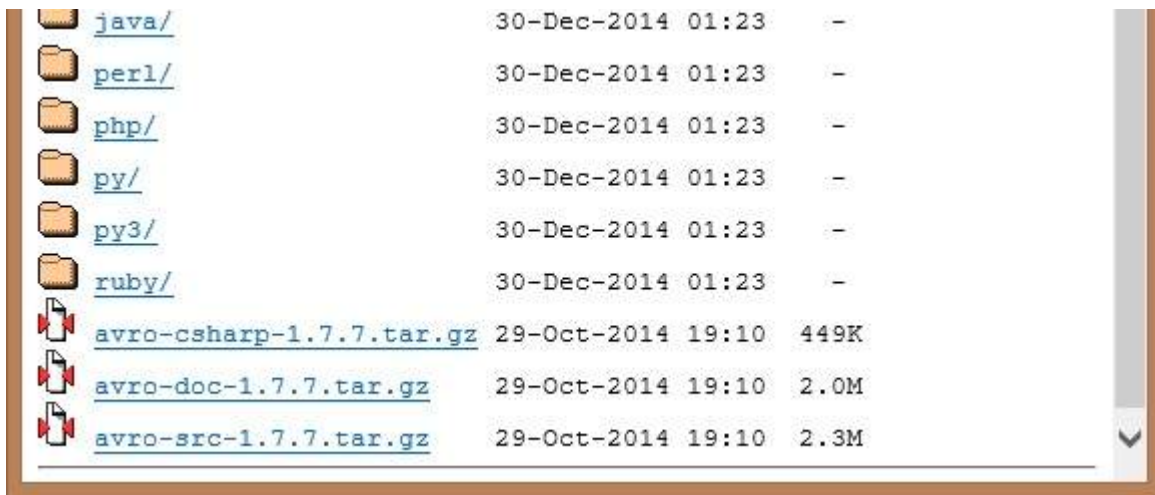 java/ 30-Dec-2014 01:23 -
perl/ 30-Dec-2014 01:23 -
php/ 30-Dec-2014 01:23 -
py/ 30-Dec-2014 01:23 -
py3/ 30-Dec-2014 01:23 -
ruby/ 30-Dec-2014 01:23 -
avro-csharp-1.7.7.tar.gz 29-Oct-2014 19:10 449K
avro-doc-1.7.7.tar.gz 29-Oct-2014 19:10 2.0M
avro-src-1.7.7.tar.gz 29-Oct-2014 19:10 2.3M